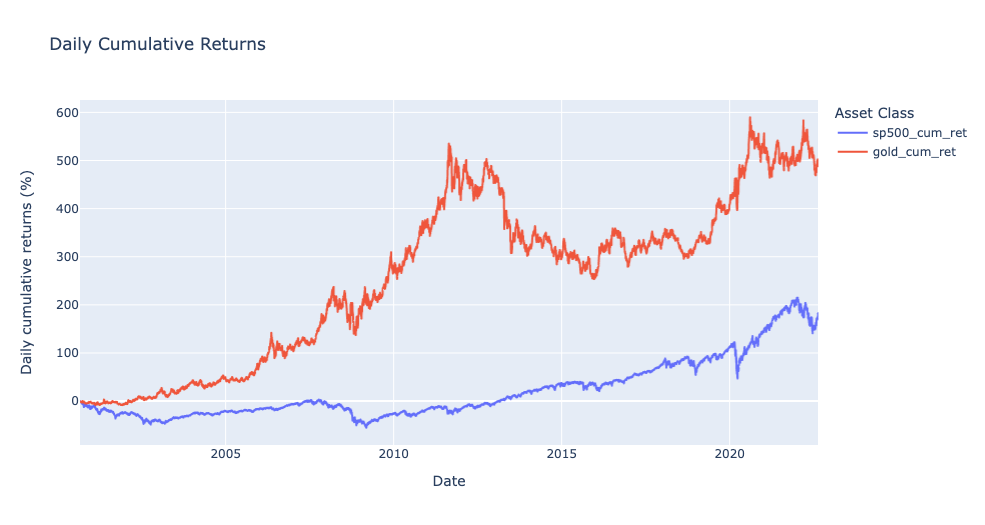 Daily Cumulative Returns
Daily cumulative returns (%)
600
500
400
300
200
100
0
2005
2010
2015
2020
Date
Asset Class
sp500_cum_ret
gold_cum_ret